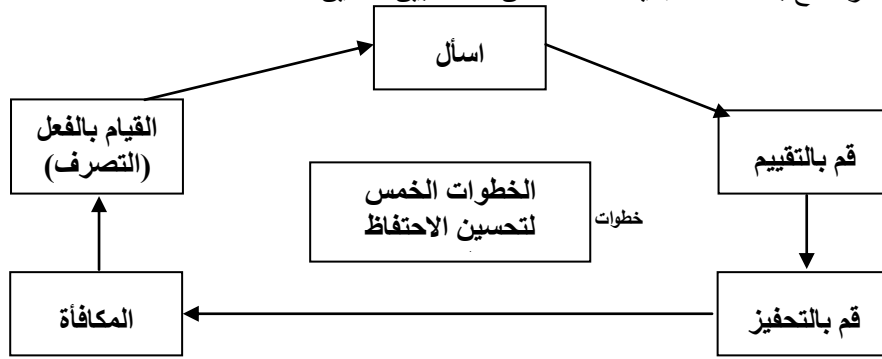 اسأل
القيام بالفعل
(التصرف)
قم بالتقييم
الخطوات الخمس
لتحسين الاحتفاظ
خطوات
المكافأة
قم بالتحفيز